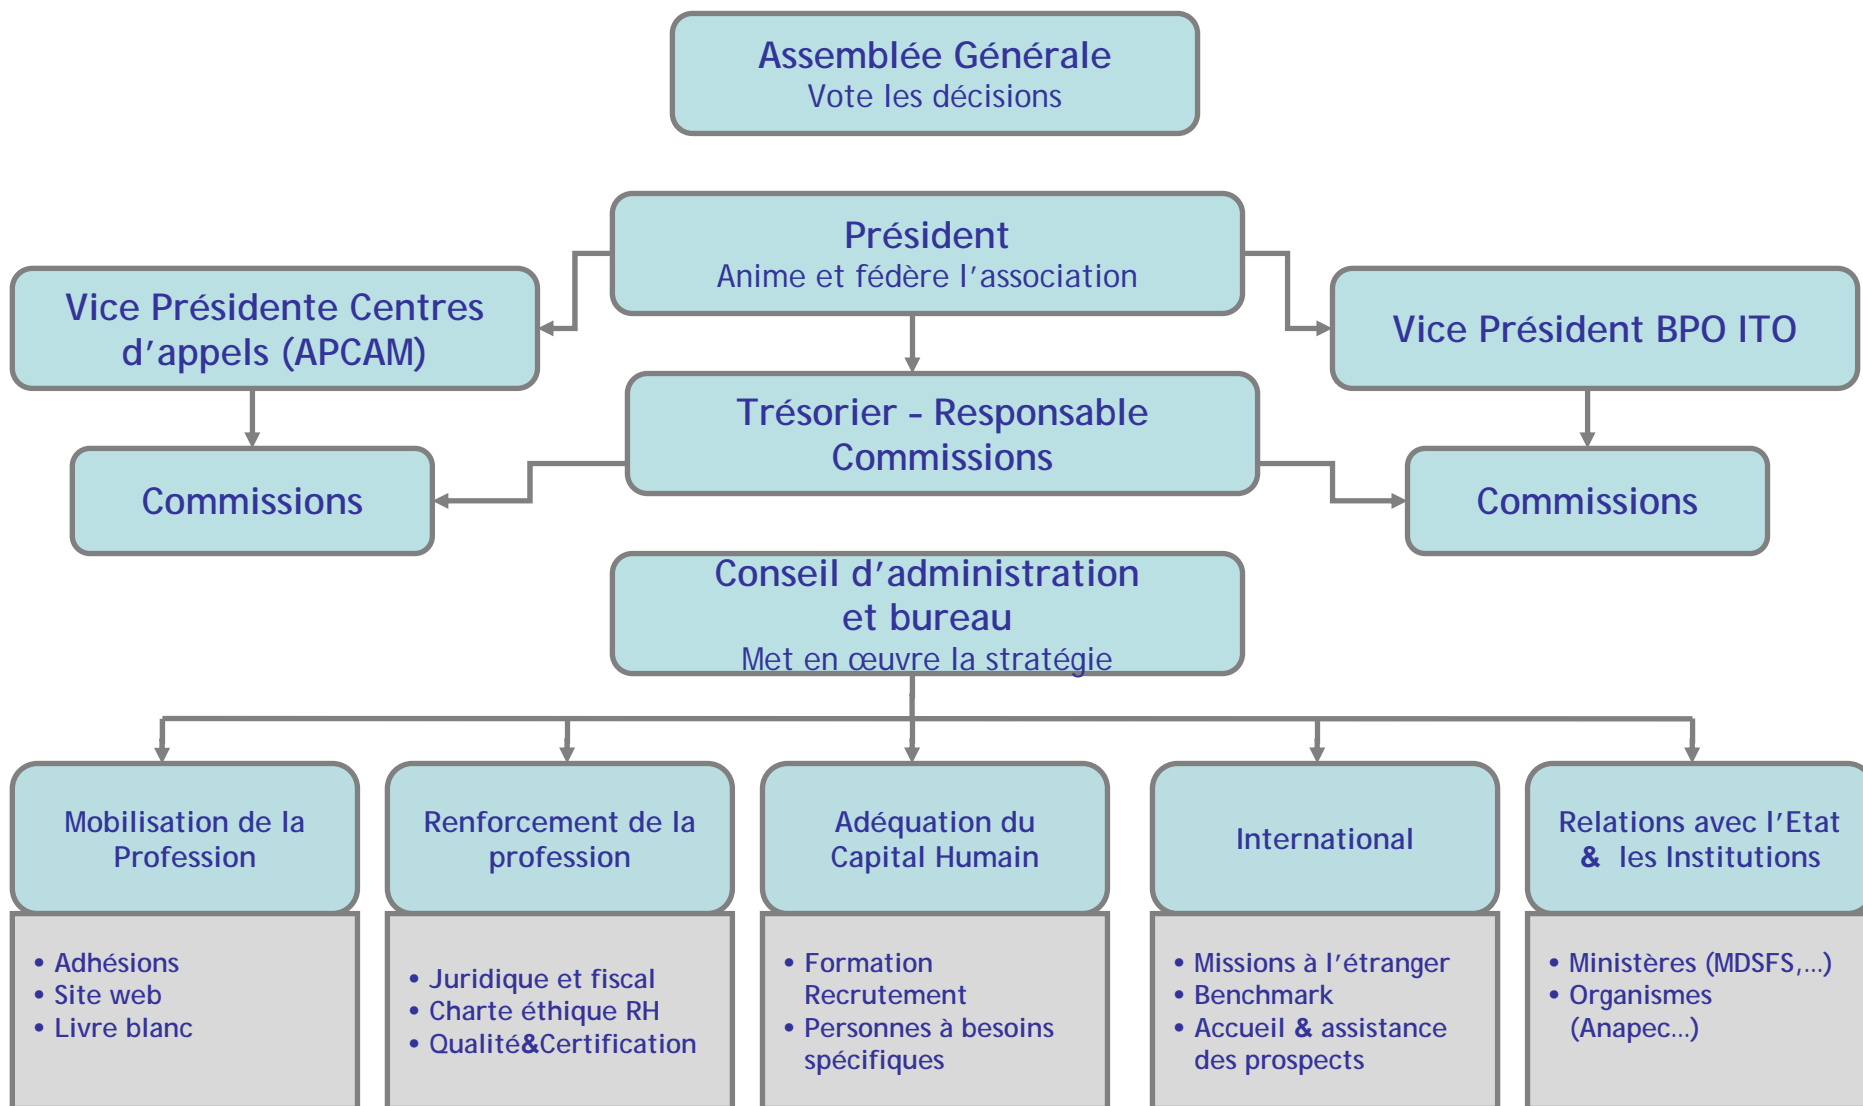 Assemblée Générale
Vote les décisions
Président
Anime et fédère l'association
Vice Présidente Centres
d'appels (APCAM)
Vice Président BPO ITO
Trésorier - Responsable
Commissions
Commissions
Commissions
Conseil d'administration
et bureau
Met en œuvre la stratégie
Mobilisation de la
Profession
• Adhésions
• Site web
• Livre blanc
Renforcement de la
profession
• Juridique et fiscal
• Charte éthique RH
• Qualité&Certification
Adéquation du
Capital Humain
• Formation
Recrutement
• Personnes à besoins
spécifiques
International
• Missions à l'étranger
• Benchmark
• Accueil & assistance
des prospects
Relations avec l'Etat
& les Institutions
• Ministères (MDSFS,…)
• Organismes
(Anapec…)